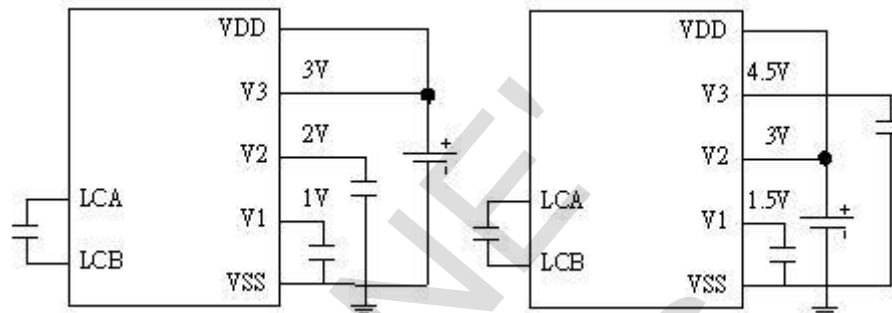 VDD
3V
V3
2V
V2
LCA
1V
V1
LCB
VSS
+
-
VDD
4.5V
V3
3V
V2
LCA
1.5V
V1
LCB
VSS
+
-